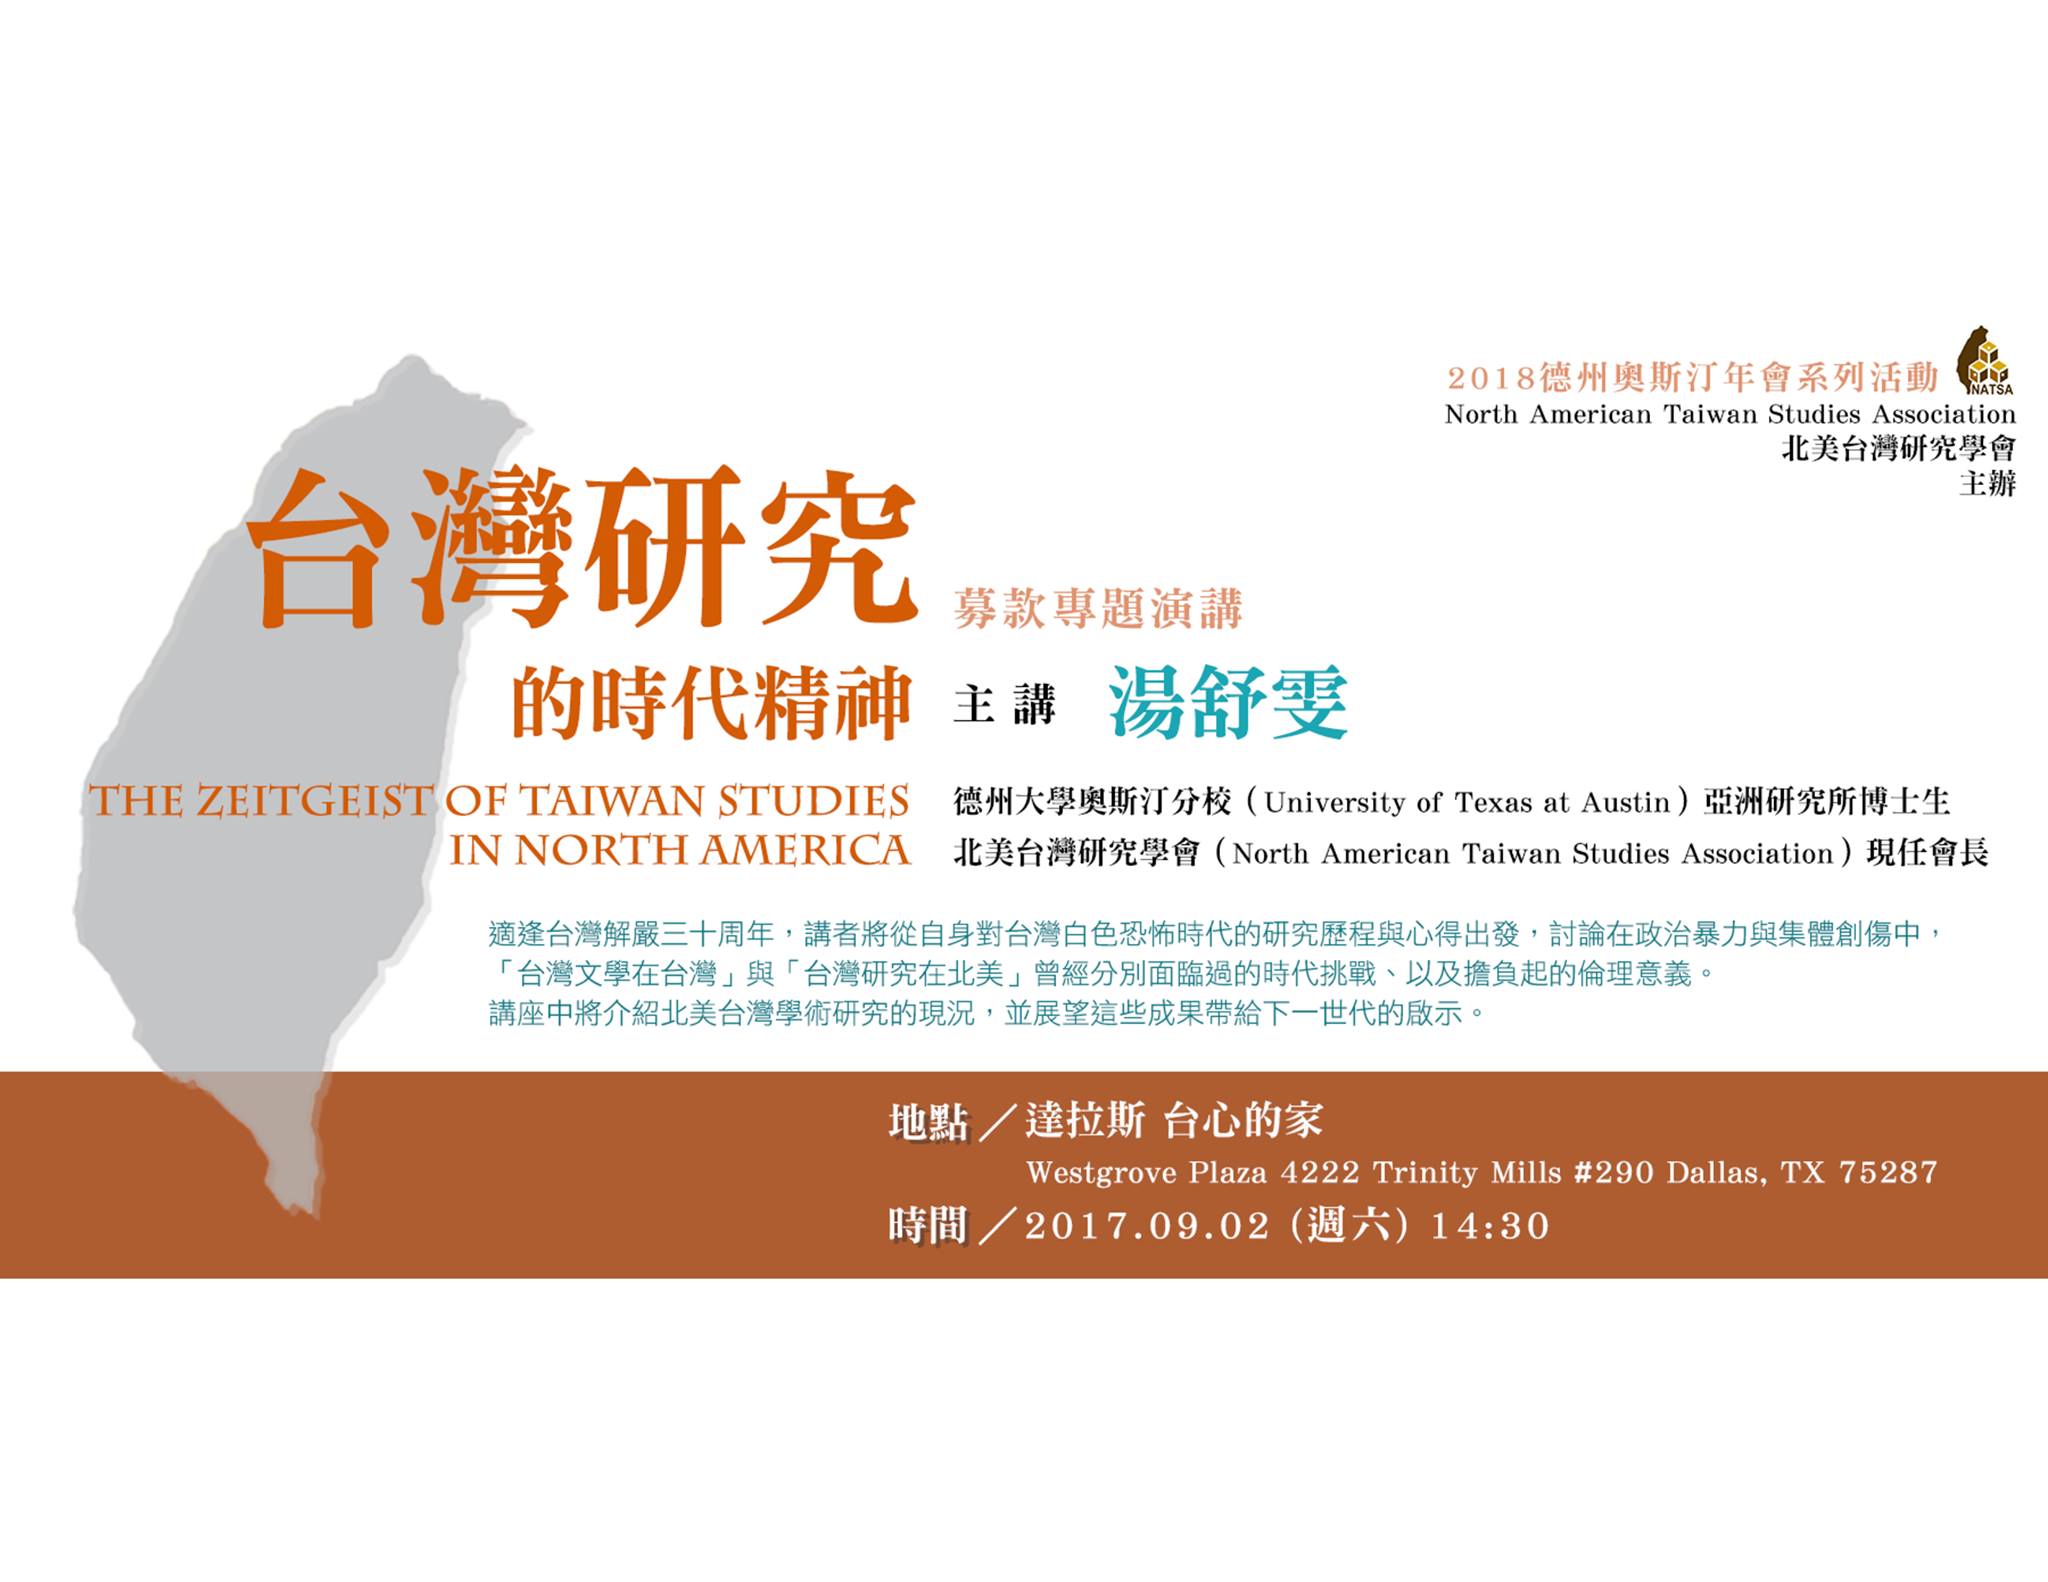 2018德州奧斯汀年會系列活動
NATSA
North American Taiwan Studies Association
北美台灣研究學會
主辦
台灣研究
募款專題演講
的時代精神
主講 湯舒雯
THE ZEITGEIST OF TAIWAN STUDIES
IN NORTH AMERICA
德州大學奧斯汀分校（University of Texas at Austin）亞洲研究所博士生
北美台灣研究學會（North American Taiwan Studies Association）現任會長
適逢台灣解嚴三十周年，講者將從自身對台灣白色恐怖時代的研究歷程與心得出發，討論在政治暴力與集體創傷中，
「台灣文學在台灣」與「台灣研究在北美」曾經分別面臨過的時代挑戰、以及擔負起的倫理意義。
講座中將介紹北美台灣學術研究的現況，並展望這些成果帶給下一世代的啟示。
地點／達拉斯 台心的家
Westgrove Plaza 4222 Trinity Mills #290 Dallas, TX 75287
時間／2017.09.02 (週六) 14:30